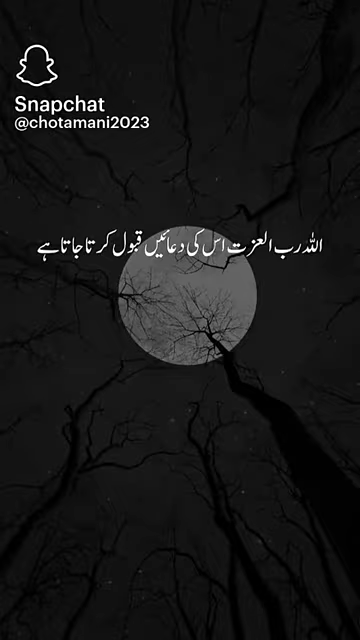 Snapchat
@chotamani2023
اللہ رب العزت اس کی دعائیں قبول کرتا جاتا ہے